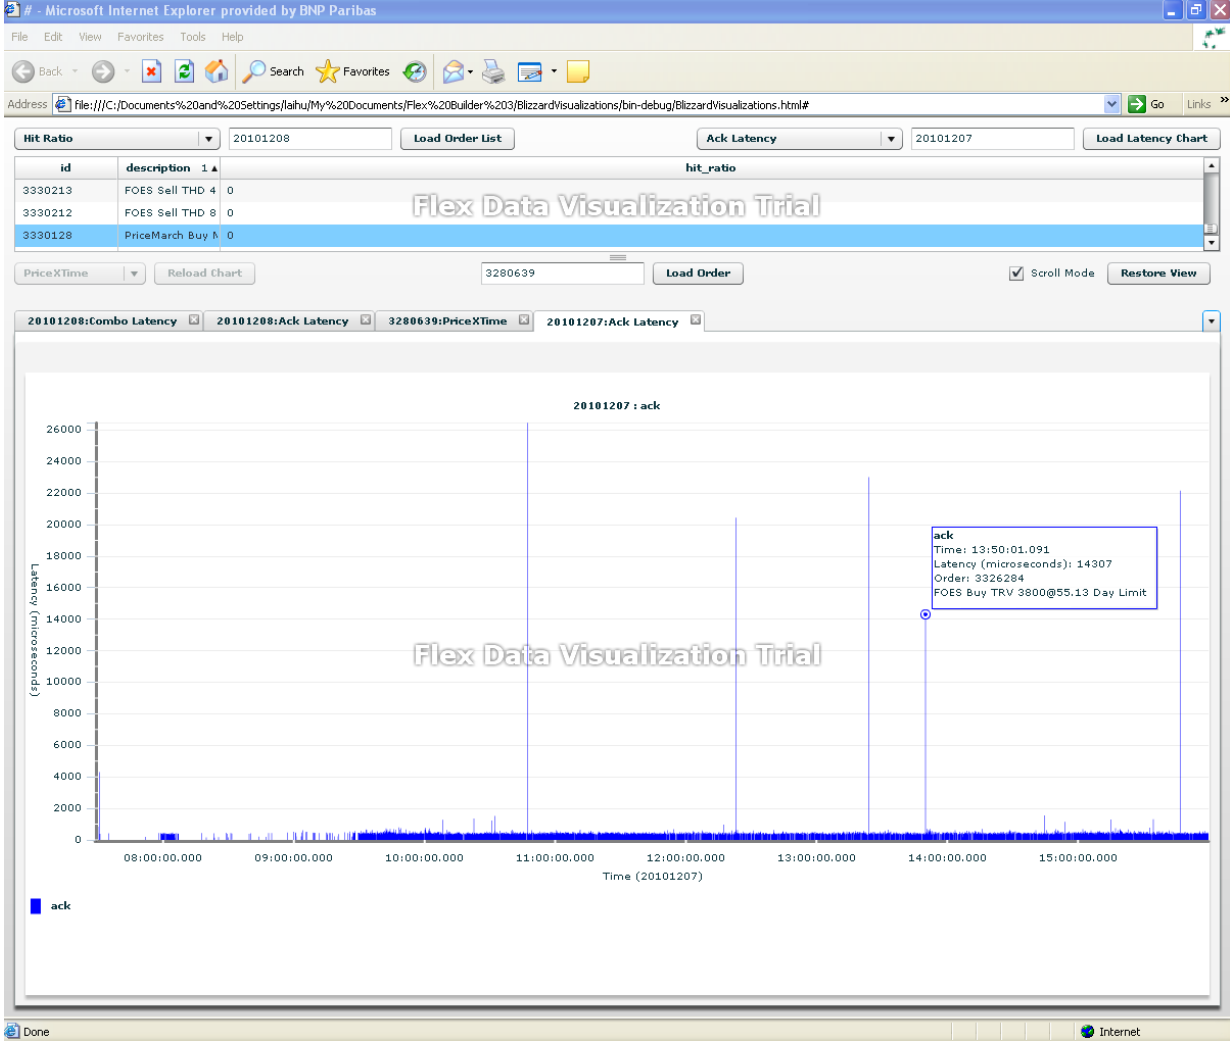 # - Microsoft Internet Explorer provided by BNP Paribas
File Edit View Favorites Tools Help
Back Search Favorites
Address file:///C:/Documents%20and%20Settings/laihu/My%20Documents/Flex%20Builder%203/BlizzardVisualizations/bin-debug/BlizzardVisualizations.html# Go Links »
Hit Ratio 20101208 Load Order List Ack Latency 20101207 Load Latency Chart
id description 1 hit_ratio
3330213 FOES Sell THD 4 0
3330212 FOES Sell THD 8 0
Flex Data Visualization Trial
3330128 PriceMarch Buy 0
PriceXTime Reload Chart 3280639 Load Order Scroll Mode Restore View
20101208:Combo Latency 20101208:Ack Latency 3280639:PriceXTime 20101207:Ack Latency
20101207 : ack
26000
24000
22000
20000
18000
16000
14000
12000
10000
8000
6000
4000
2000
0
Latency (microseconds)
ack
Time: 13:50:01.091
Latency (microseconds): 14307
Order: 3326284
FOES Buy TRV 3800@55.13 Day Limit
Flex Data Visualization Trial
08:00:00.000 09:00:00.000 10:00:00.000 11:00:00.000 12:00:00.000 13:00:00.000 14:00:00.000 15:00:00.000
Time (20101207)
ack
Done Internet